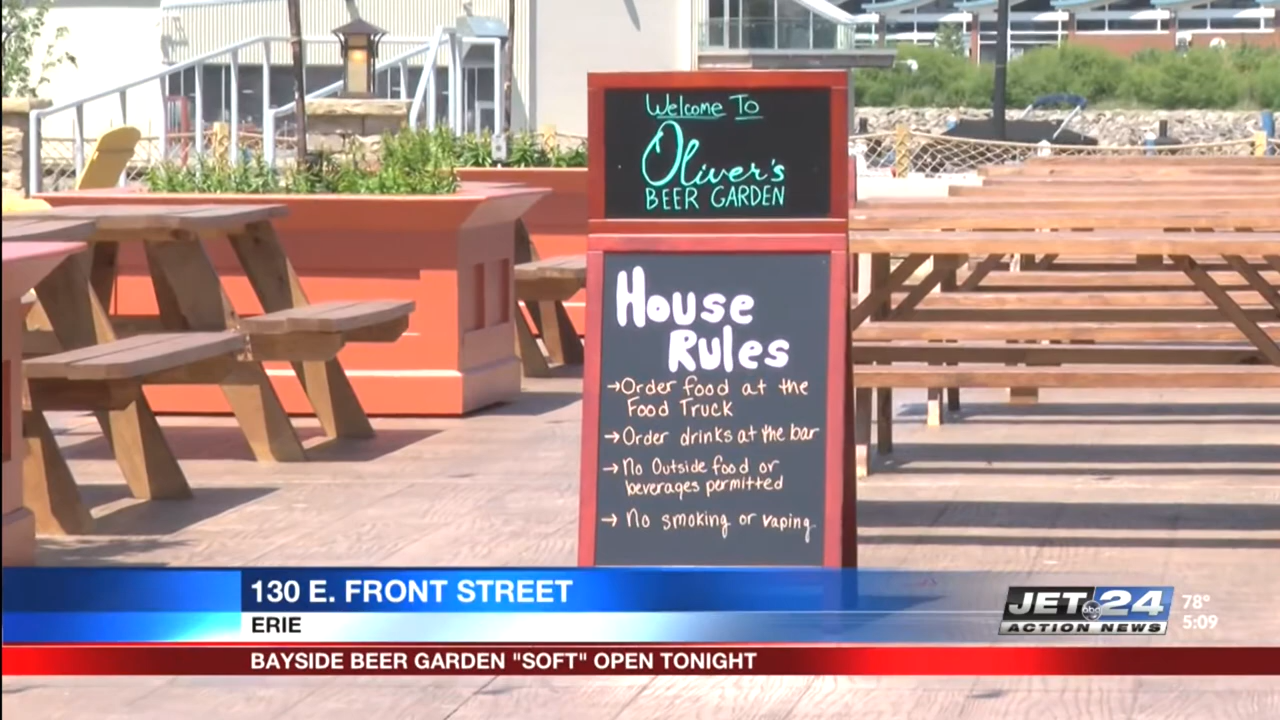 Welcome To
Oliver's
BEER GARDEN
House
Rules
→Order food at the
Food Truck
→Order drinks at the bar
→No Outside food or
beverages permitted
→ No smoking or vaping.
130 E. FRONT STREET
ERIE
BAYSIDE BEER GARDEN "SOFT" OPEN TONIGHT
JET abc 24
ACTION NEWS
78°
5:09